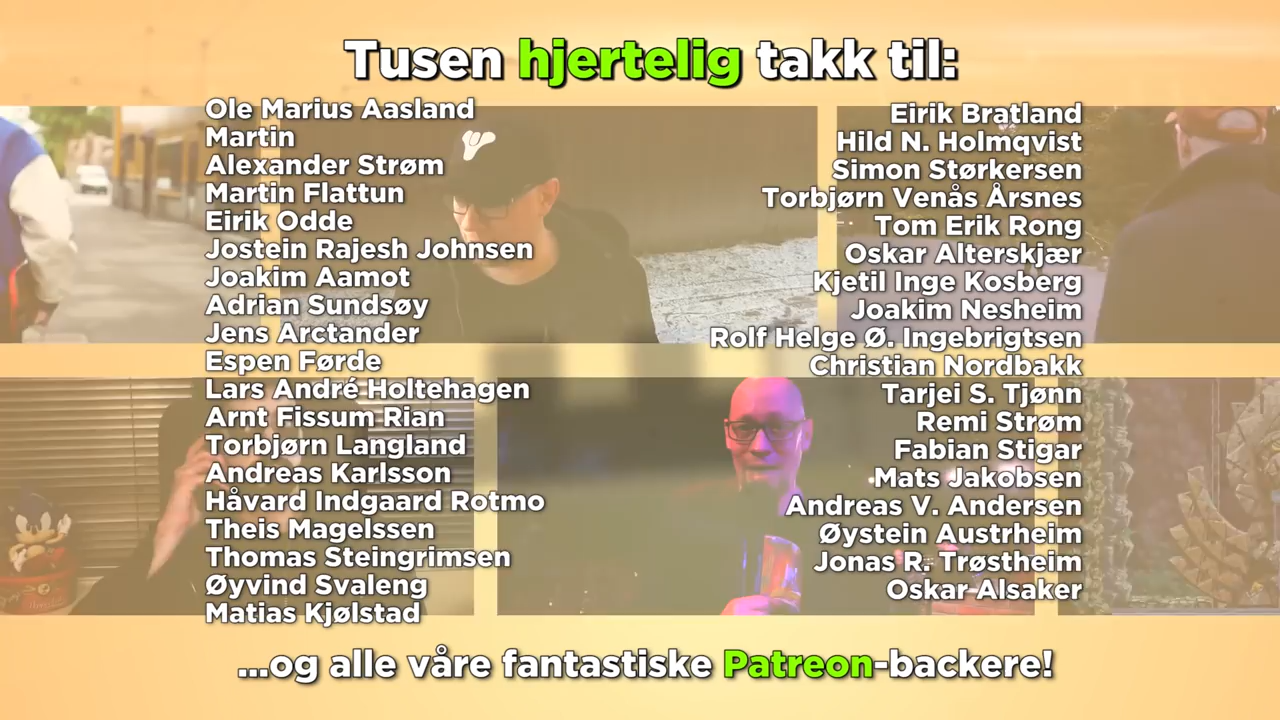 Tusen hjertelig takk til:
Ole Marius Aasland
Martin
Alexander Strøm
Martin Flattun
Eirik Odde
Jostein Rajesh Johnsen
Joakim Aamot
Adrian Sundsøy
Jens Arctander
Espen Førde
Lars André Holtehagen
Arnt Fissum Rian
Torbjørn Langland
Andreas Karlsson
Håvard Indgaard Rotmo
Theis Magelssen
Thomas Steingrimsen
Øyvind Svaleng
Matias Kjølstad
Eirik Bratland
Hild N. Holmqvist
Simon Størkersen
Torbjørn Venås Årsnes
Tom Erik Rong
Oskar Alterskjær
Kjetil Inge Kosberg
Joakim Nesheim
Rolf Helge Ø. Ingebrigtsen
Christian Nordbakk
Tarjei S. Tjønn
Remi Strøm
Fabian Stigar
Mats Jakobsen
Andreas V. Andersen
Øystein Austrheim
Jonas R. Trøstheim
Oskar Alsaker
...og alle våre fantastiske Patreon-backere!